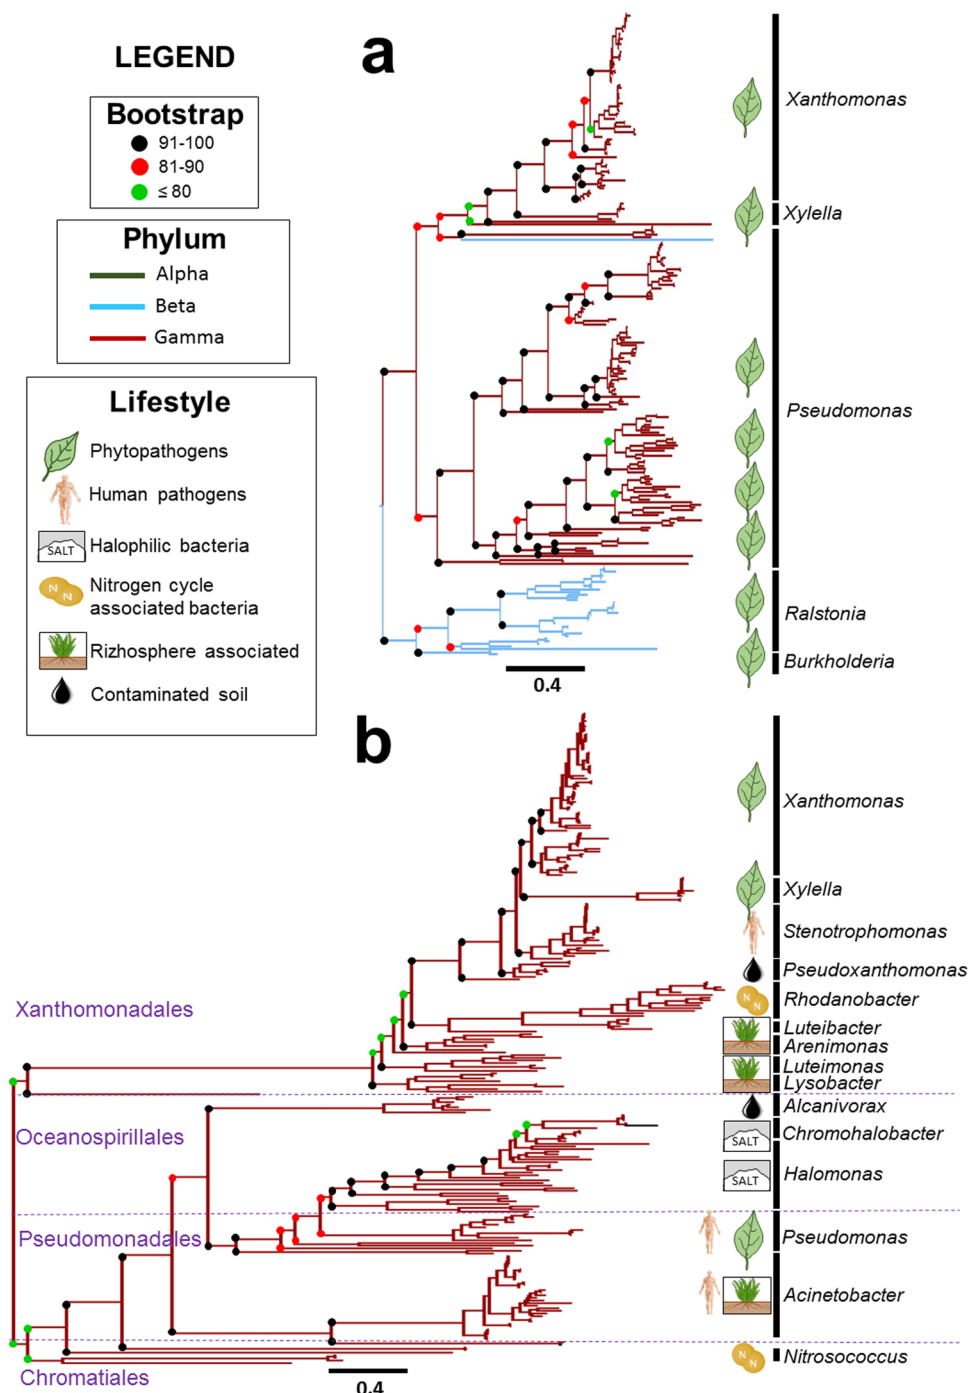 LEGEND
Bootstrap
91-100
81-90
≤ 80
Phylum
Alpha
Beta
Gamma
Lifestyle
Phytopathogens
Human pathogens
SALT
Halophilic bacteria
N N
Nitrogen cycle
associated bacteria
Rizhosphere associated
Contaminated soil
a
Xanthomonas
Xylella
Pseudomonas
Ralstonia
Burkholderia
0.4
b
Xanthomonas
Xylella
Stenotrophomonas
Pseudoxanthomonas
N N
Rhodanobacter
Luteibacter
Arenimonas
Luteimonas
Lysobacter
Alcanivorax
SALT
Chromohalobacter
SALT
Halomonas
Pseudomonas
Acinetobacter
N N
Nitrosococcus
Xanthomonadales
Oceanospirillales
Pseudomonadales
Chromatiales
0.4